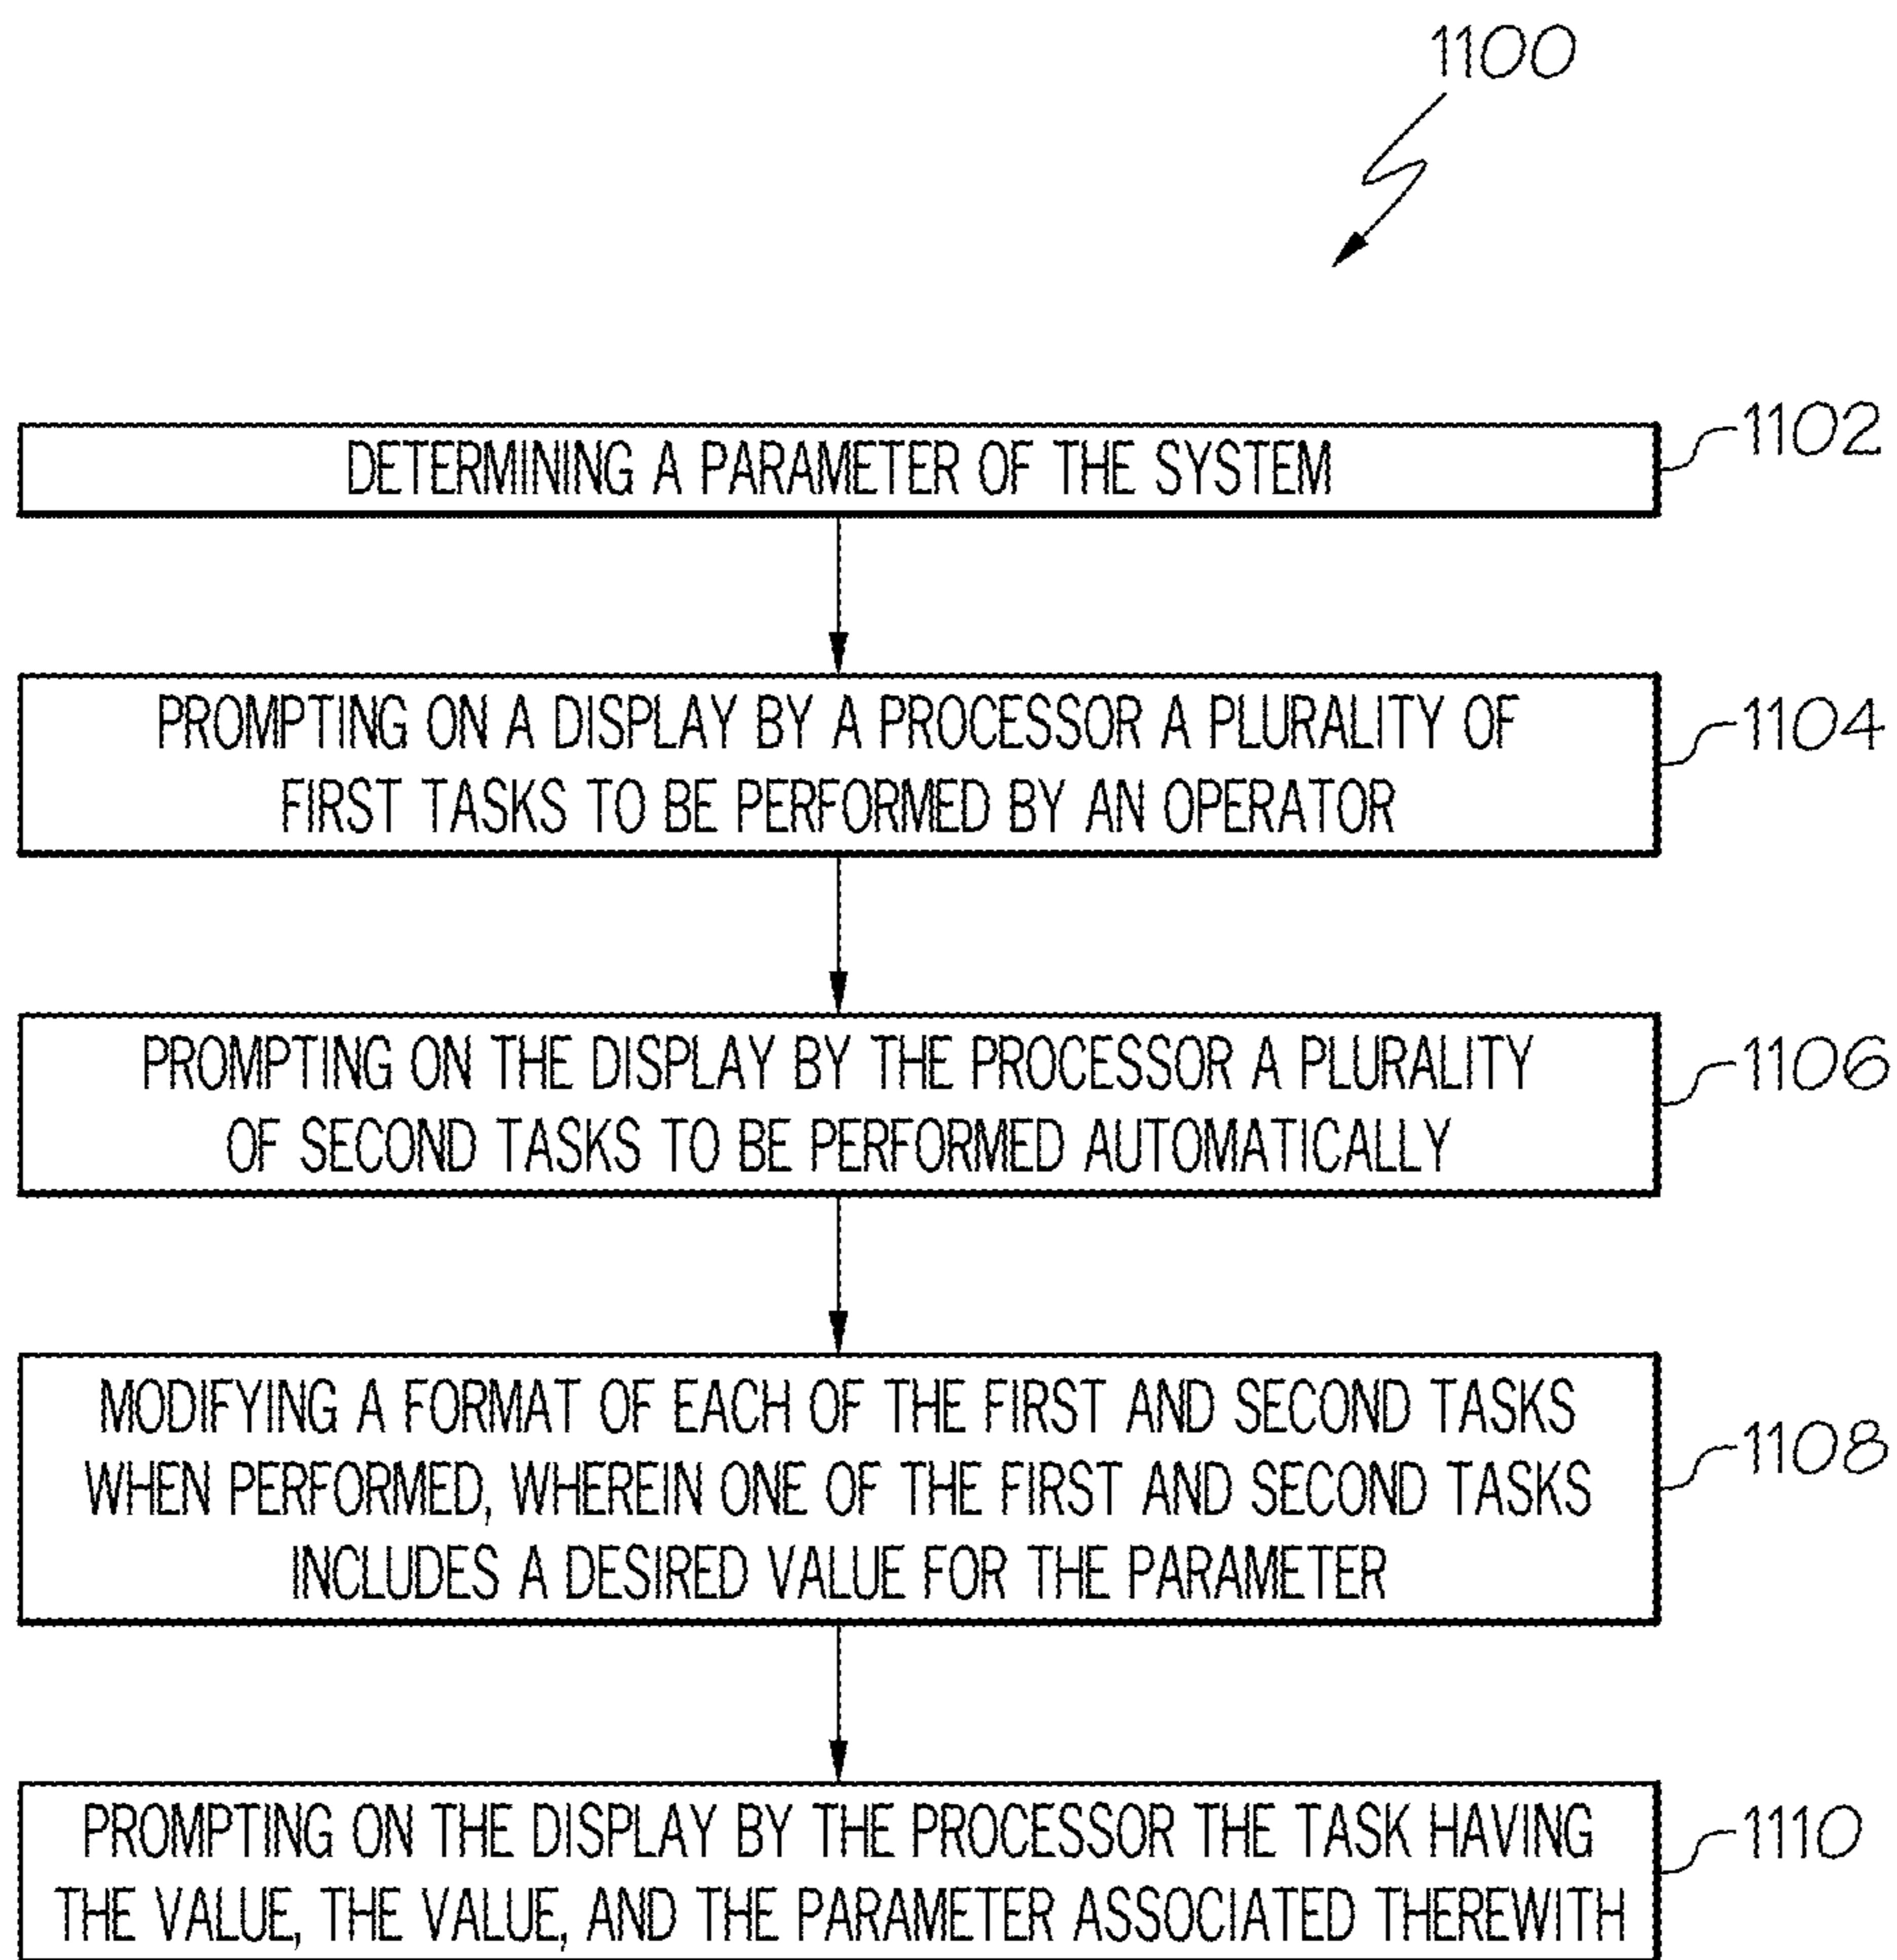 1100
DETERMINING A PARAMETER OF THE SYSTEM
1102
PROMPTING ON A DISPLAY BY A PROCESSOR A PLURALITY OF
FIRST TASKS TO BE PERFORMED BY AN OPERATOR
1104
PROMPTING ON THE DISPLAY BY THE PROCESSOR A PLURALITY
OF SECOND TASKS TO BE PERFORMED AUTOMATICALLY
1106
MODIFYING A FORMAT OF EACH OF THE FIRST AND SECOND TASKS
WHEN PERFORMED, WHEREIN ONE OF THE FIRST AND SECOND TASKS
INCLUDES A DESIRED VALUE FOR THE PARAMETER
1108
PROMPTING ON THE DISPLAY BY THE PROCESSOR THE TASK HAVING
THE VALUE, THE VALUE, AND THE PARAMETER ASSOCIATED THEREWITH
1110